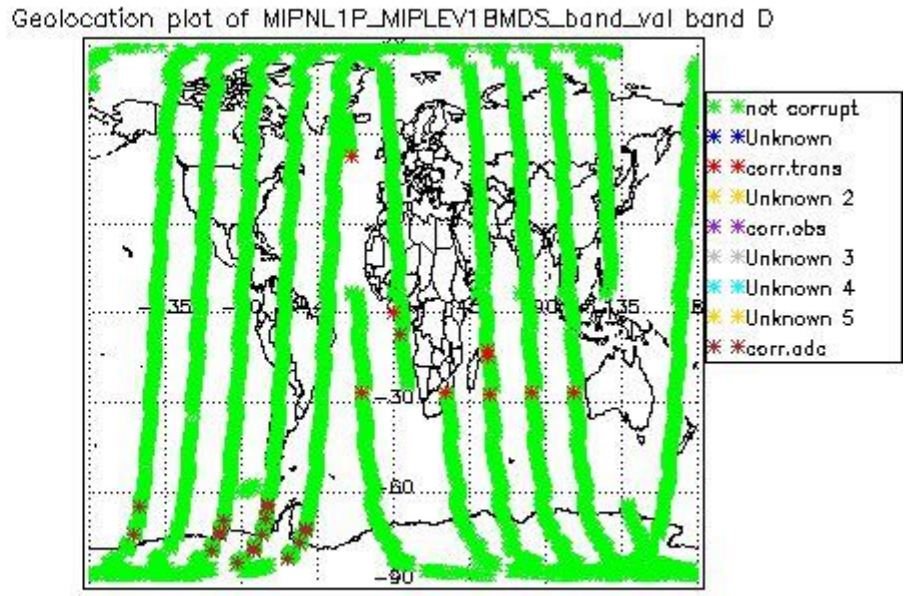 Geolocation plot of MIPNL1P_MIPLEV1BMDS_band_val band D
not corrupt
Unknown
corr.trans
Unknown 2
corr.obs
Unknown 3
Unknown 4
Unknown 5
corr.adc
-30
-60
-90